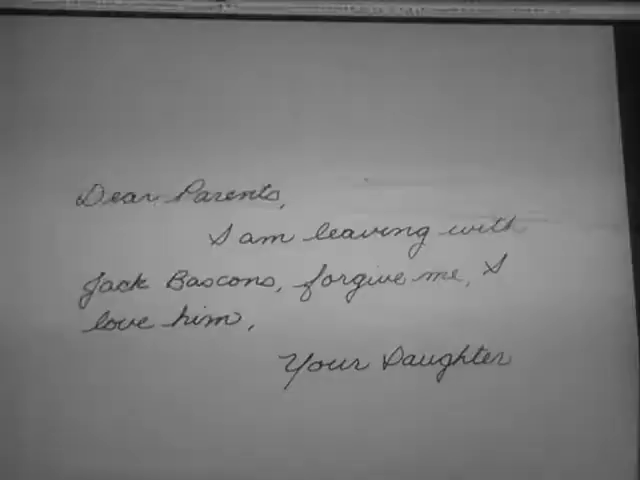 Dear Parents,
I am leaving with
Jack Bascons, forgive me, I
love him,
Your Daughter